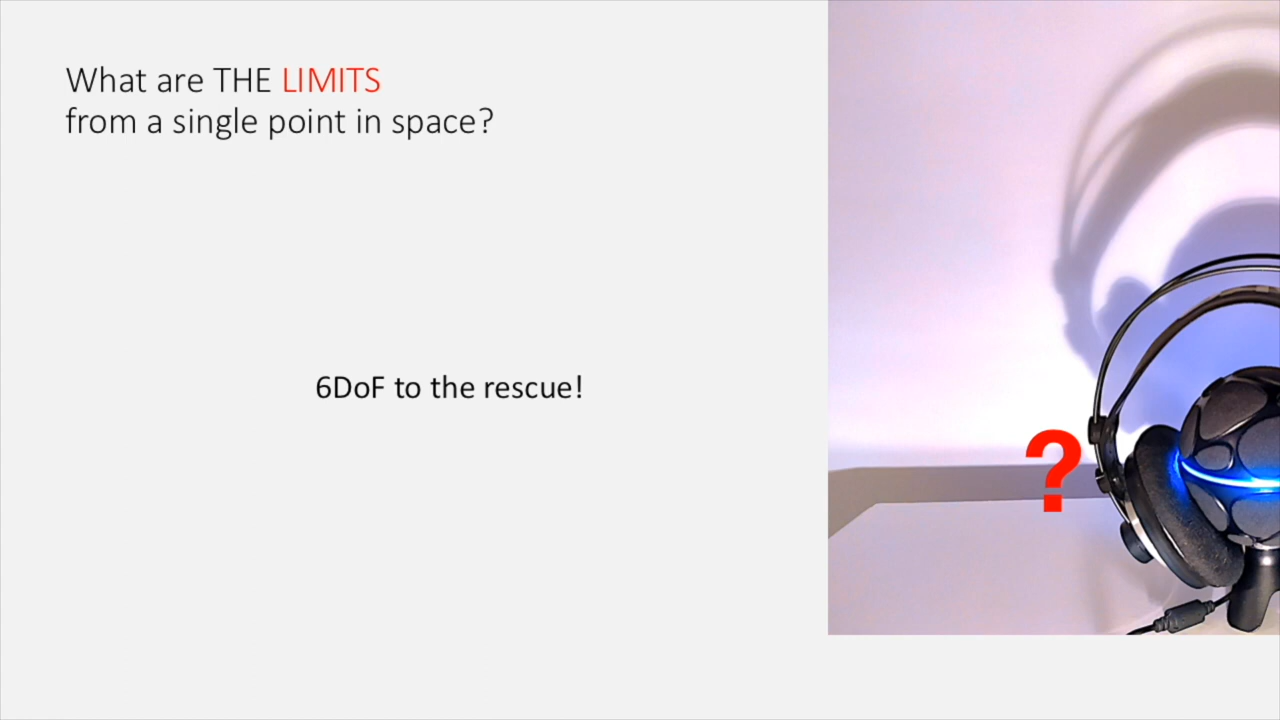 What are THE LIMITS
from a single point in space?
6DoF to the rescue!
?